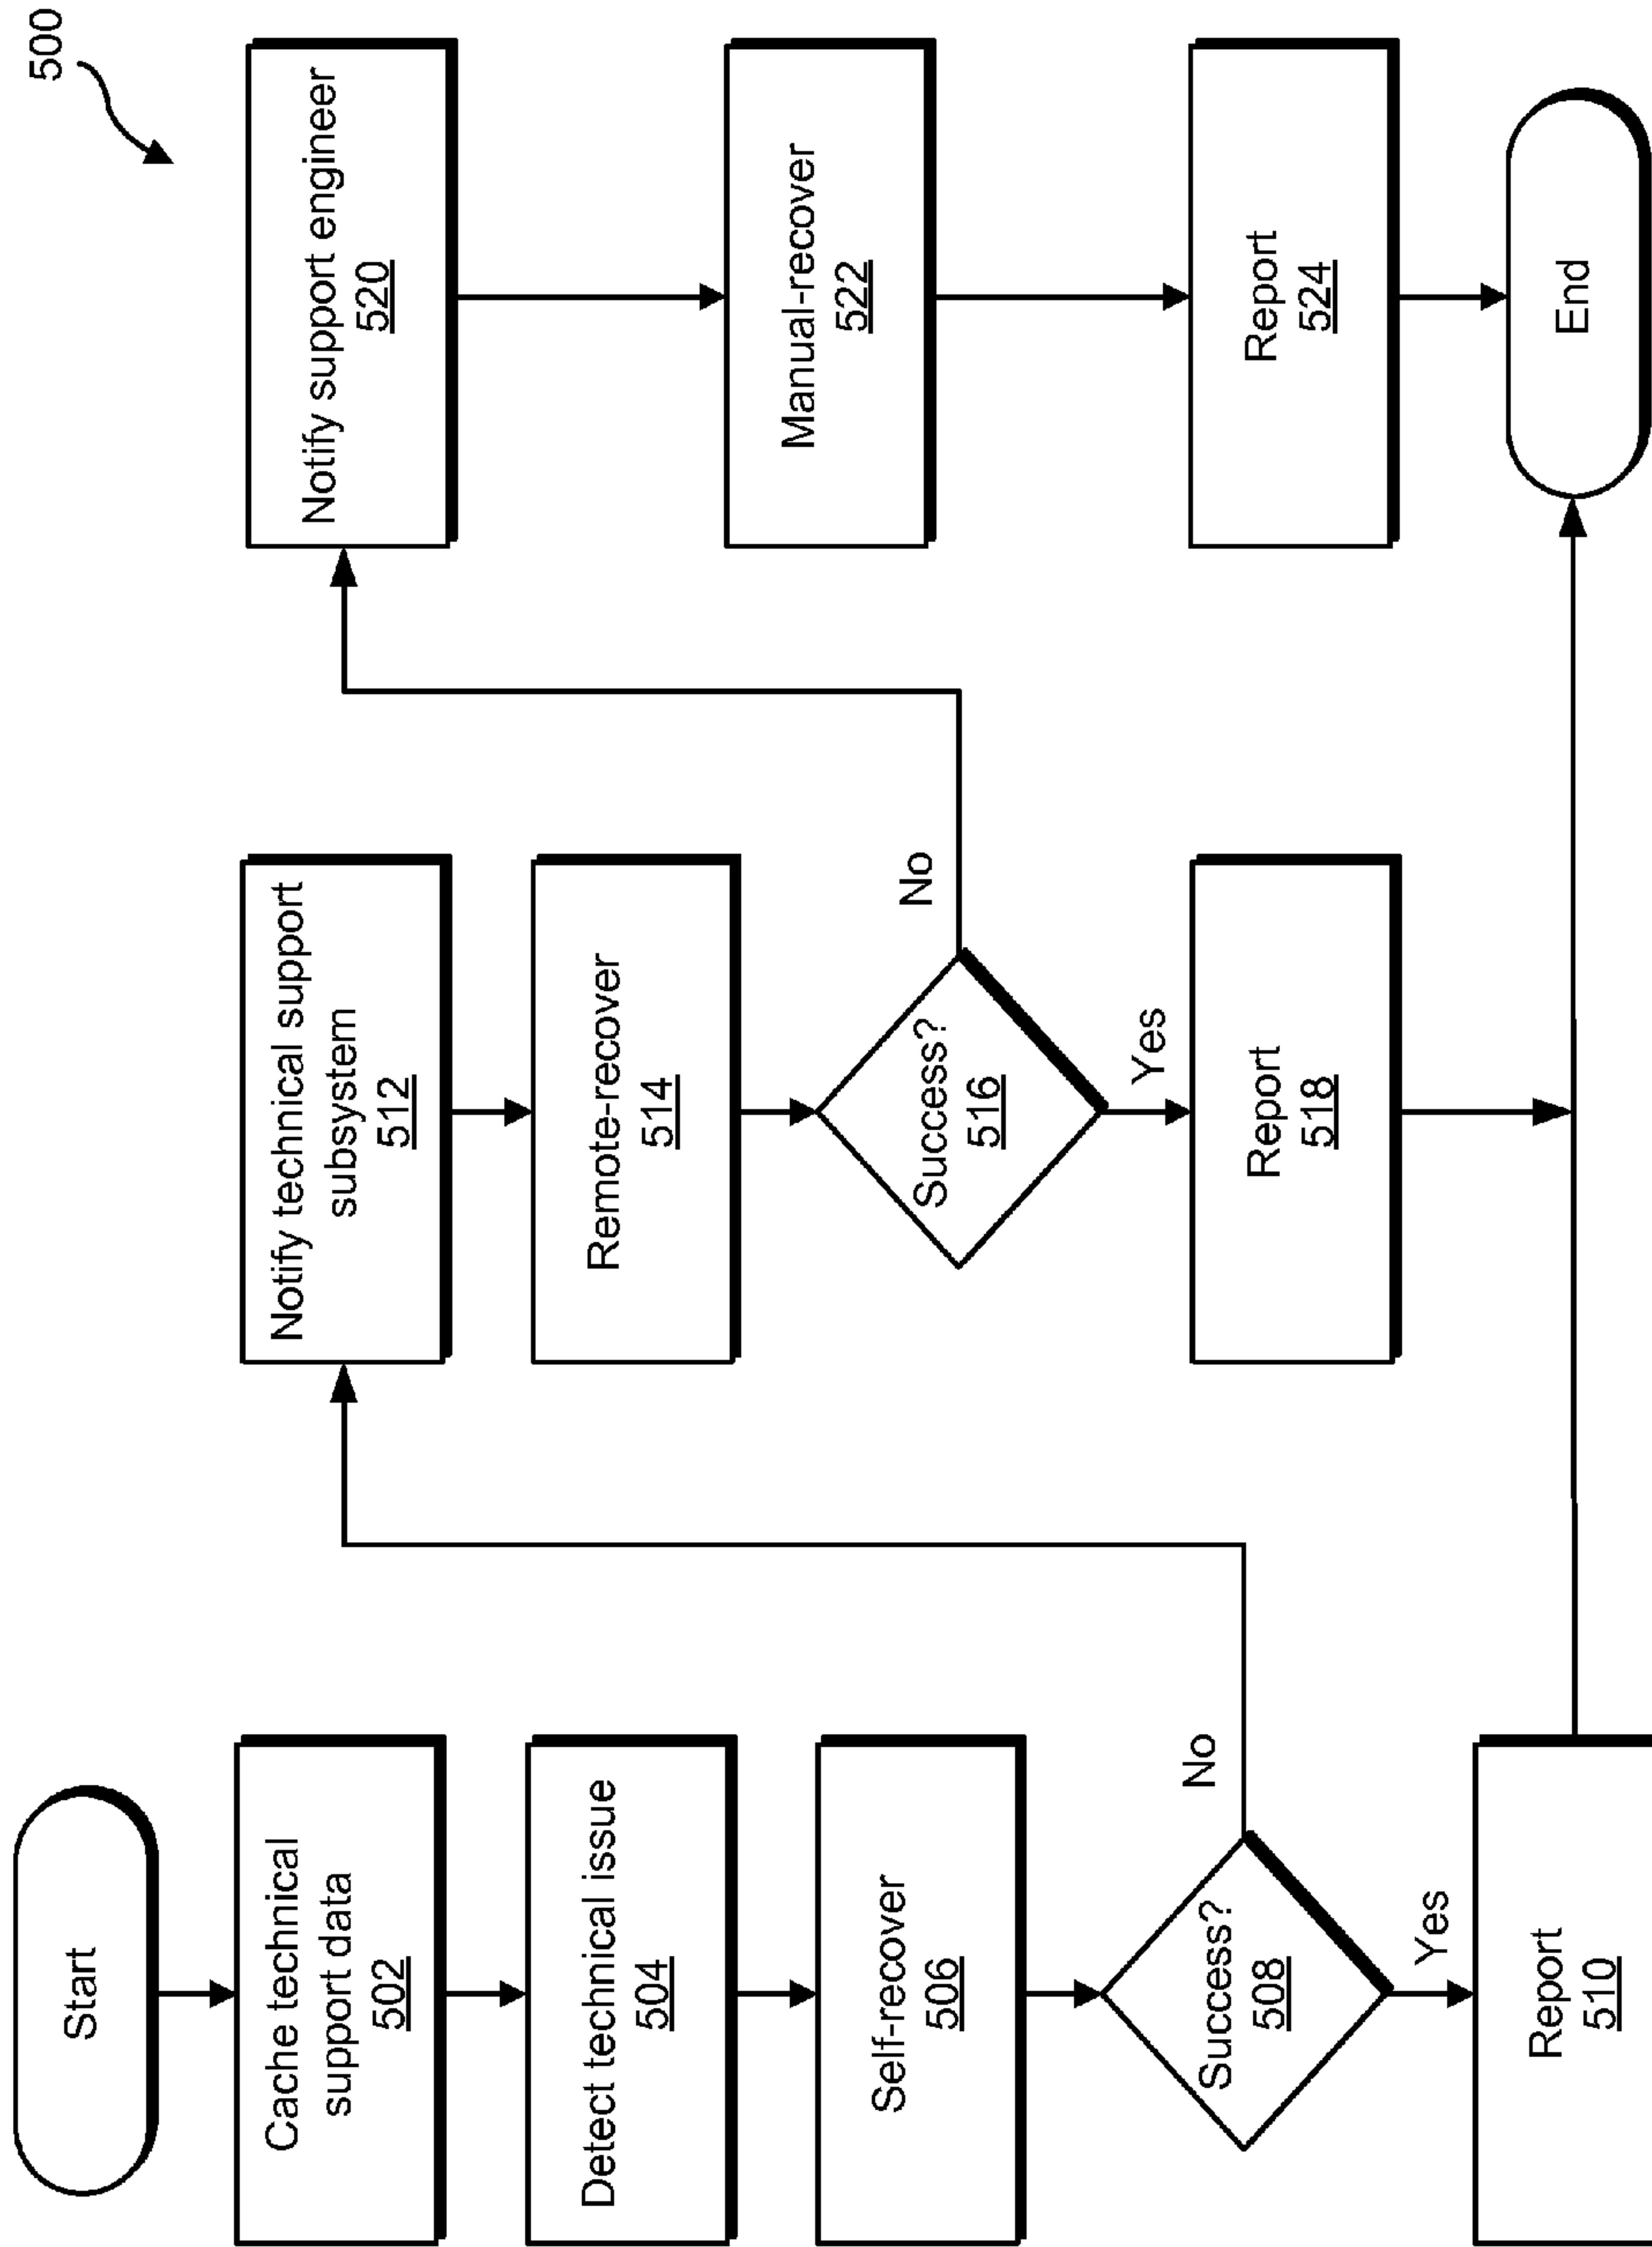 500
Start
Cache technical
support data
502
Detect technical issue
504
Self-recover
506
Success?
508
No
Yes
Report
510
Notify technical support
subsystem
512
Remote-recover
514
Success?
516
No
Yes
Report
518
Notify support engineer
520
Manual-recover
522
Report
524
End